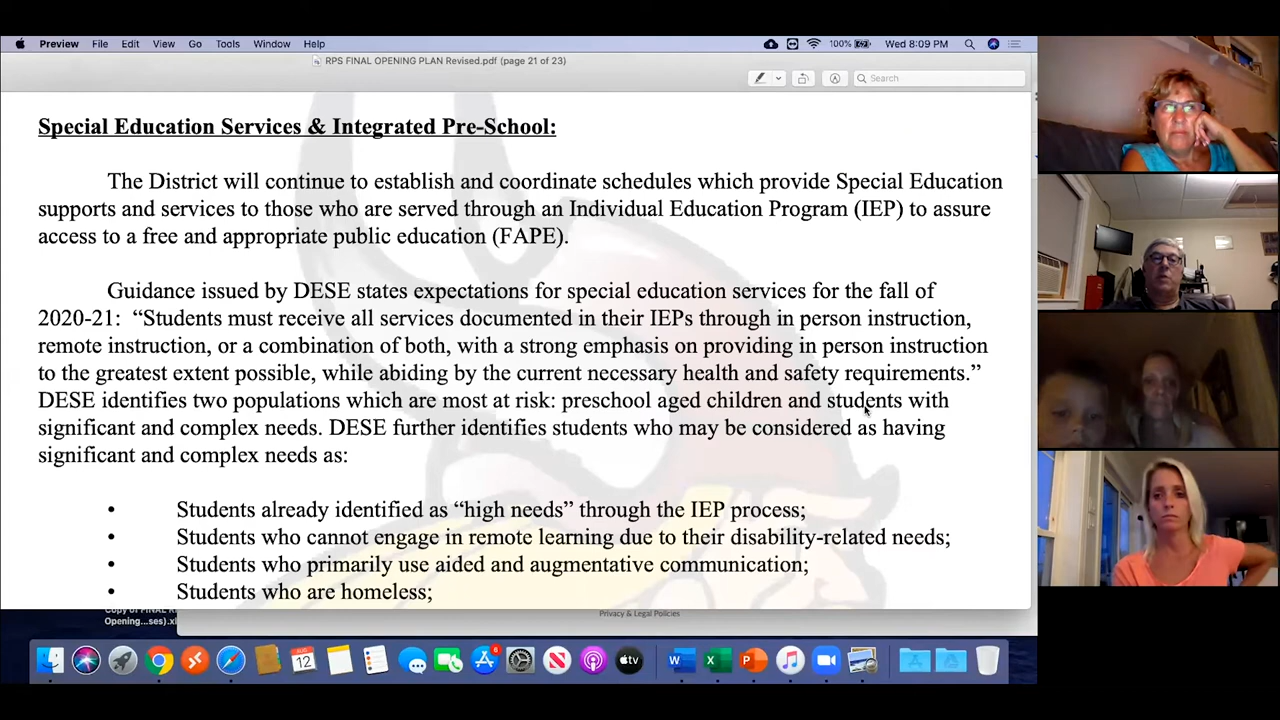 Preview File Edit View Go Tools Window Help 100% Wed 8:09 PM
RPS FINAL OPENING PLAN Revised.pdf (page 21 of 23)
Search
Special Education Services & Integrated Pre-School:
The District will continue to establish and coordinate schedules which provide Special Education
supports and services to those who are served through an Individual Education Program (IEP) to assure
access to a free and appropriate public education (FAPE).
Guidance issued by DESE states expectations for special education services for the fall of
2020-21: “Students must receive all services documented in their IEPs through in person instruction,
remote instruction, or a combination of both, with a strong emphasis on providing in person instruction
to the greatest extent possible, while abiding by the current necessary health and safety requirements.”
DESE identifies two populations which are most at risk: preschool aged children and students with
significant and complex needs. DESE further identifies students who may be considered as having
significant and complex needs as:
• Students already identified as “high needs” through the IEP process;
• Students who cannot engage in remote learning due to their disability-related needs;
• Students who primarily use aided and augmentative communication;
• Students who are homeless;
Privacy & Legal Policies
Opening...ses).xl
AUG
12
6
tv
W X P